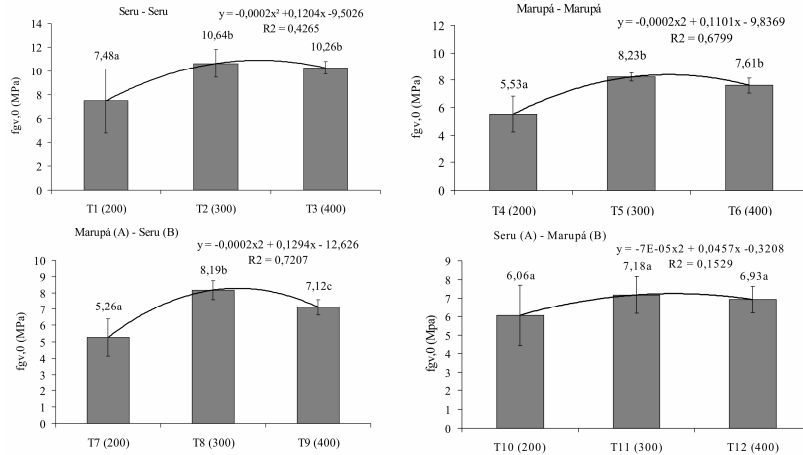 Seru - Seru
y = -0,0002x² +0,1204x -9,5026
R2 = 0,4265
fgv,0 (MPa)
14
12
10
8
6
4
2
0
7,48a
10,64b
10,26b
T1 (200)
T2 (300)
T3 (400)
Marupá - Marupá
y = -0,0002x2 + 0,1101x - 9,8369
R2 = 0,6799
fgv,0 (MPa)
12
10
8
6
4
2
0
5,53a
8,23b
7,61b
T4 (200)
T5 (300)
T6 (400)
Marupá (A) - Seru (B)
y = -0,0002x2 + 0,1294x - 12,626
R2 = 0,7207
fgv,0 (MPa)
10
9
8
7
6
5
4
3
2
1
0
5,26a
8,19b
7,12c
T7 (200)
T8 (300)
T9 (400)
Seru (A) - Marupá (B)
y = -7E-05x2 + 0,0457x -0,3208
R2 = 0,1529
fgv,0 (Mpa)
9
8
7
6
5
4
3
2
1
0
6,06a
7,18a
6,93a
T10 (200)
T11 (300)
T12 (400)